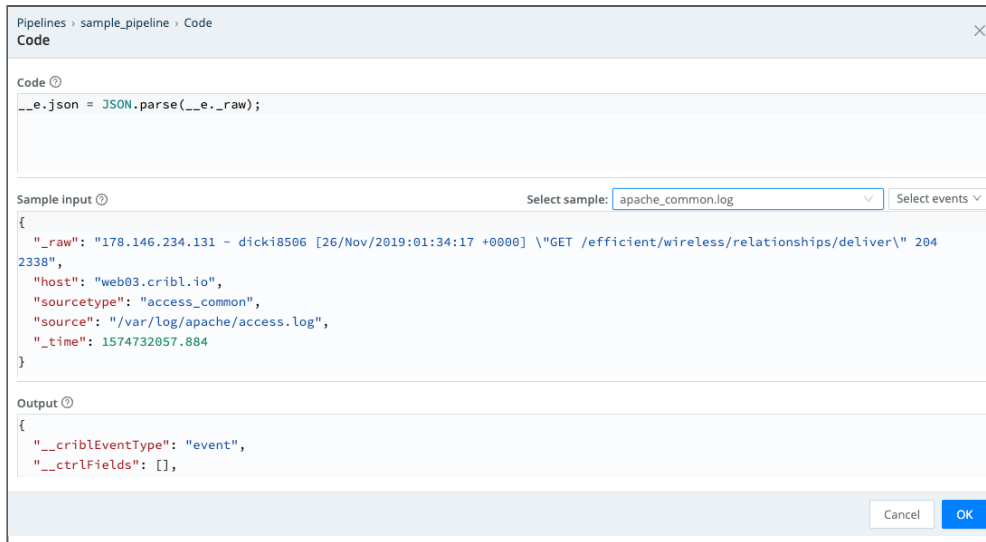 Pipelines › sample_pipeline › Code
Code
Code
__e.json = JSON.parse(__e._raw);
Sample input
Select sample: apache_common.log
Select events
{
"_raw": "178.146.234.131 - dicki8506 [26/Nov/2019:01:34:17 +0000] \"GET /efficient/wireless/relationships/deliver\" 204
2338",
"host": "web03.cribl.io",
"sourcetype": "access_common",
"source": "/var/log/apache/access.log",
"_time": 1574732057.884
}
Output
{
"__criblEventType": "event",
"__ctrlFields": [],
Cancel
OK